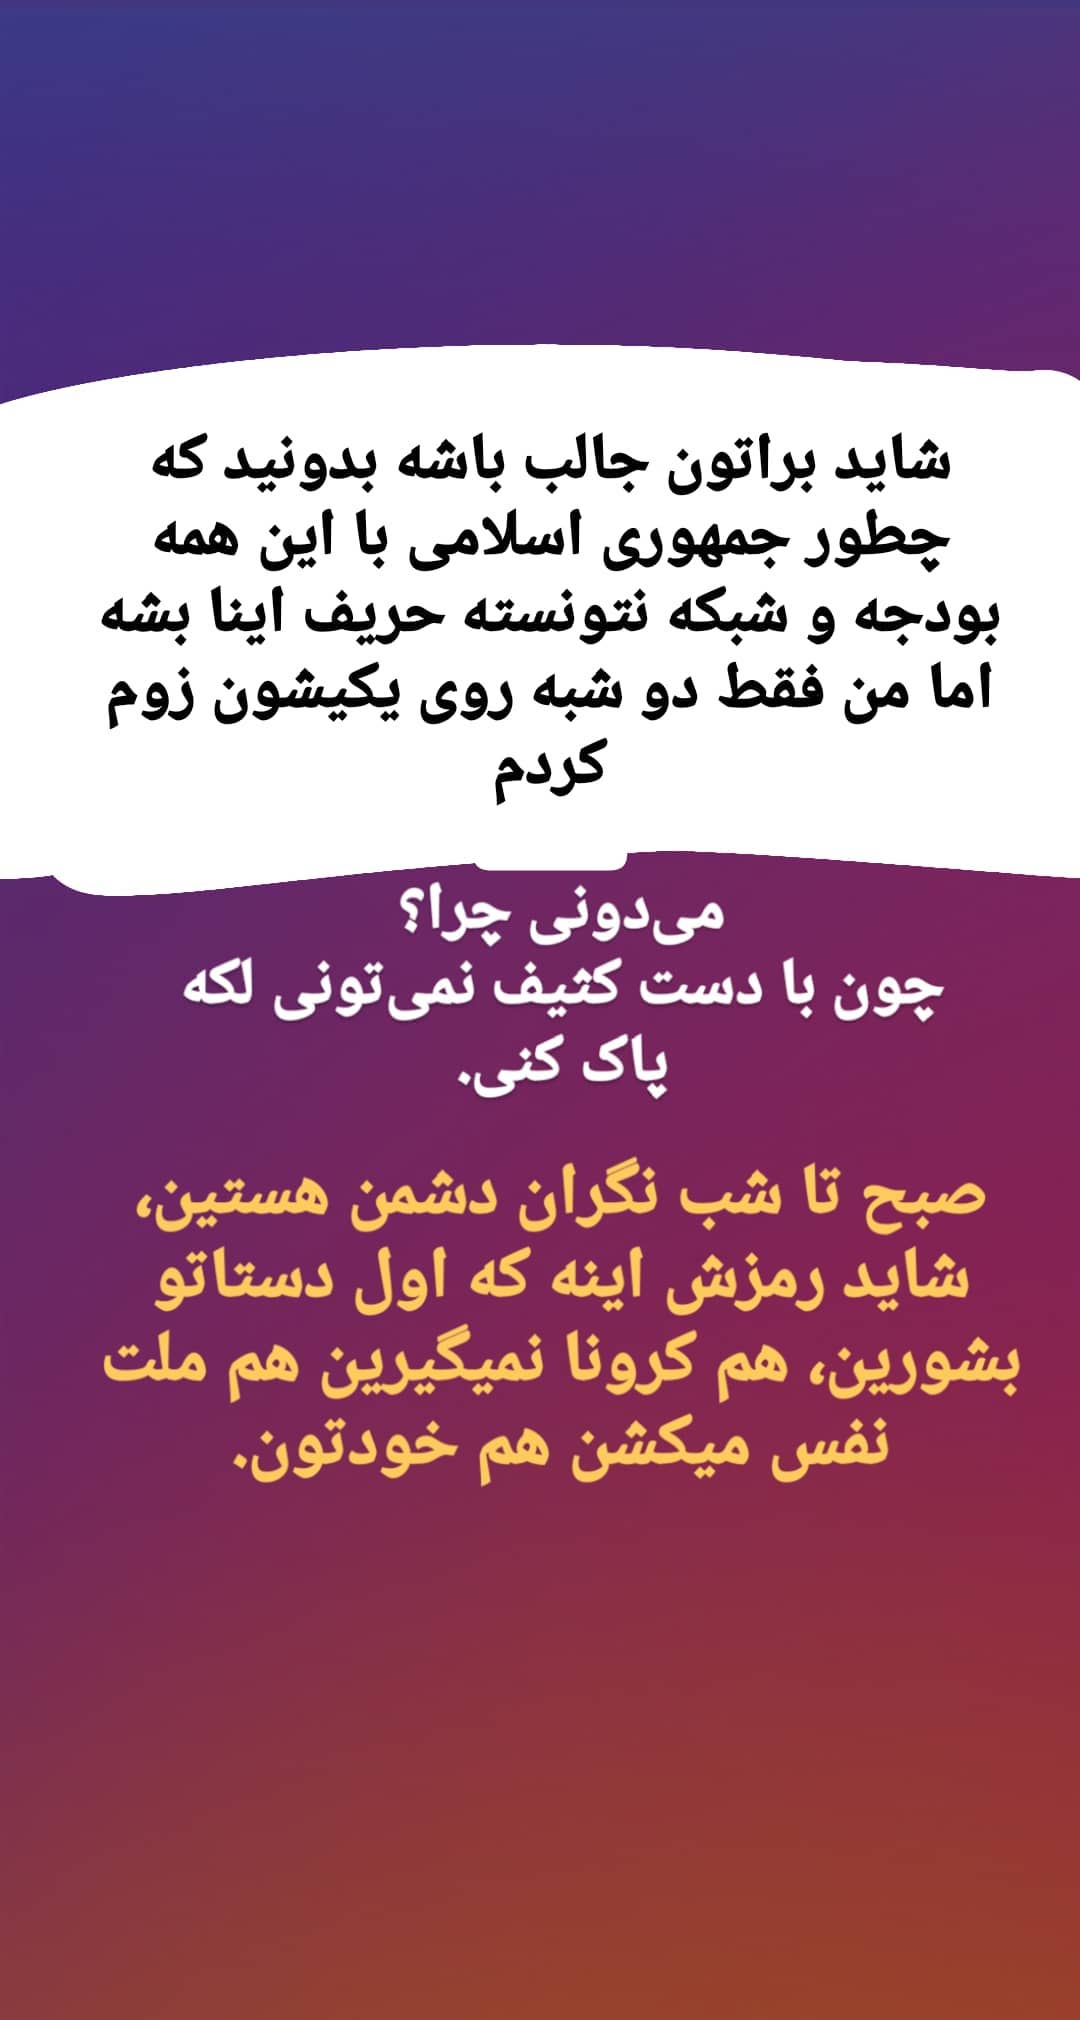 شاید براتون جالب باشه بدونید که
چطور جمهوری اسلامی با این همه
بودجه و شبکه نتونسته حریف اینا بشه
اما من فقط دو شبه روی یکیشون زوم
کردم
می‌دونی چرا؟
چون با دست کثیف نمی‌تونی لکه
پاک کنی.
صبح تا شب نگران دشمن هستین،
شاید رمزش اینه که اول دستاتو
بشورین، هم کرونا نمیگیرین هم ملت
نفس میکشن هم خودتون.